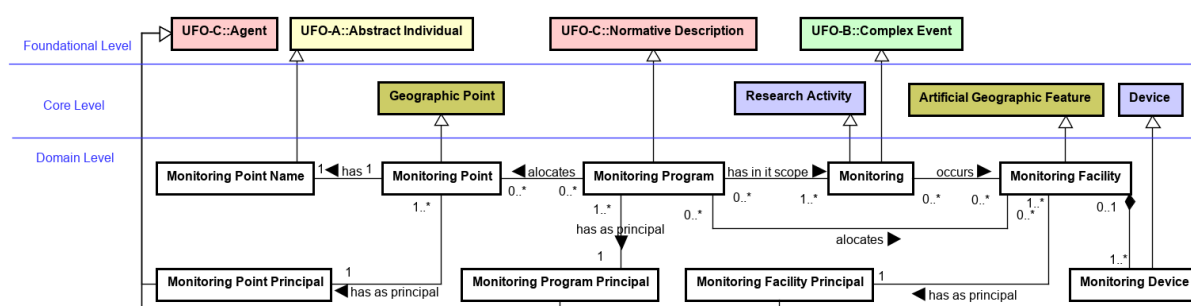 UFO-C::Agent
UFO-A::Abstract Individual
UFO-C::Normative Description
UFO-B::Complex Event
Foundational Level
Core Level
Geographic Point
Research Activity
Artificial Geographic Feature
Device
Domain Level
Monitoring Point Name
1
has
1
Monitoring Point
alocates
0..*
0..*
Monitoring Program
has in it scope
0..*
1..*
Monitoring
occurs
0..*
0..*
Monitoring Facility
1..*
1..*
0..*
0..*
1..*
0..1
has as principal
alocates
1
1
1
1..*
Monitoring Point Principal
has as principal
Monitoring Program Principal
Monitoring Facility Principal
has as principal
Monitoring Device